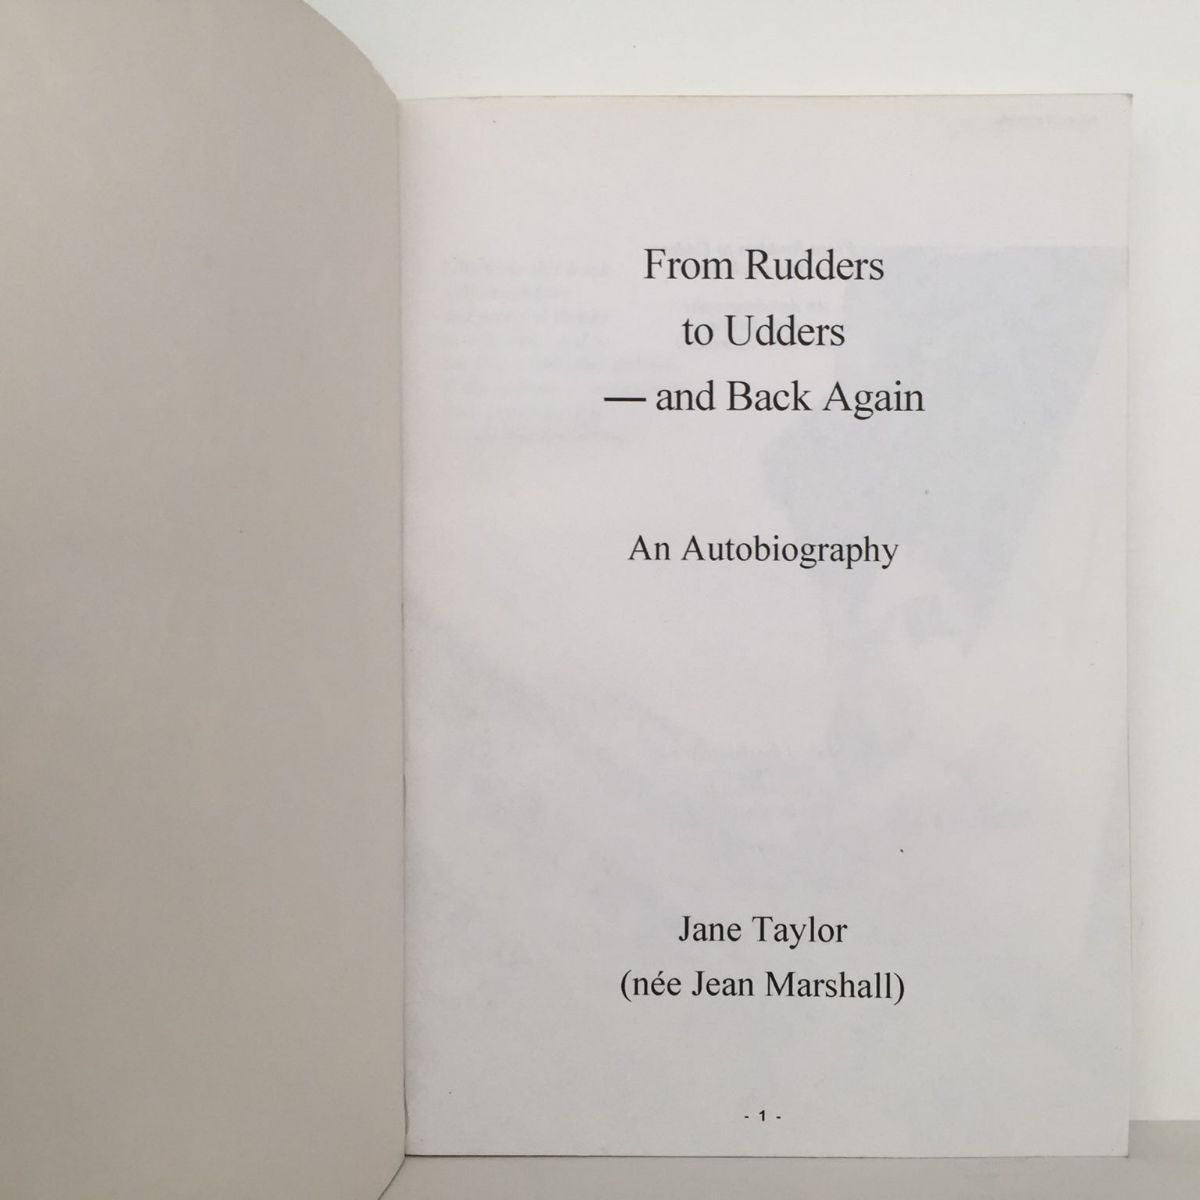 From Rudders
to Udders
— and Back Again
An Autobiography
Jane Taylor
(née Jean Marshall)
- 1 -